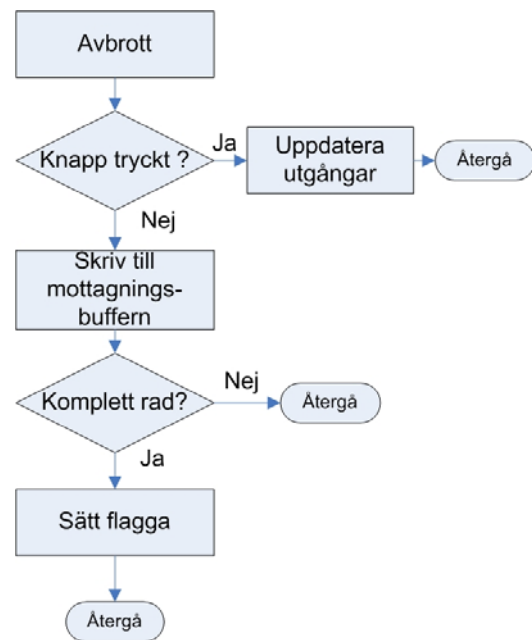 Avbrott
Knapp tryckt ?
Ja
Uppdatera
utgångar
Återgå
Nej
Skriv till
mottagnings-
buffern
Komplett rad?
Nej
Återgå
Ja
Sätt flagga
Återgå